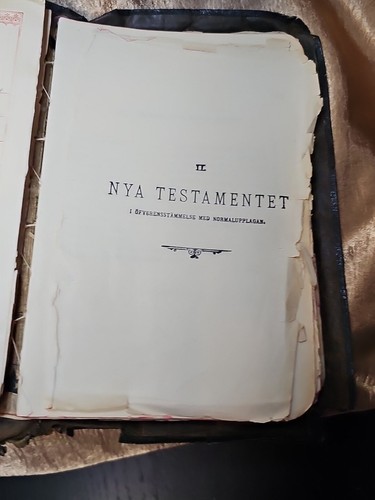 II.
NYA TESTAMENTET
I ÖFVERENSSTÄMMELSE MED NORMALUPPLAGAN.